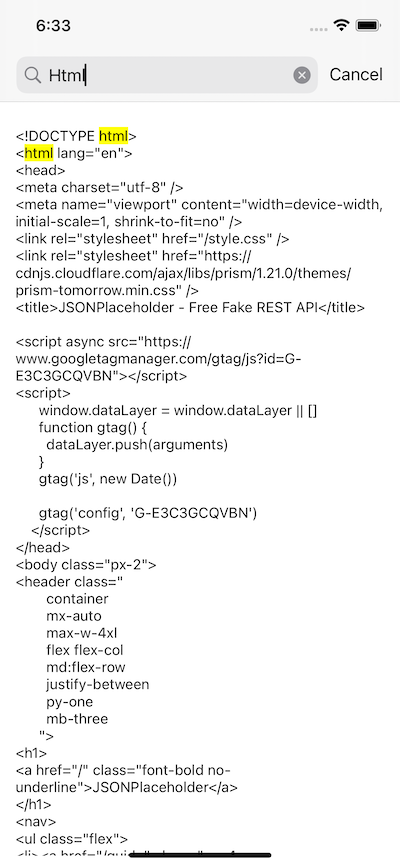 6:33
Html
Cancel
<!DOCTYPE html>
<html lang="en">
<head>
<meta charset="utf-8" />
<meta name="viewport" content="width=device-width,
initial-scale=1, shrink-to-fit=no" />
<link rel="stylesheet" href="/style.css" />
<link rel="stylesheet" href="https://
cdnjs.cloudflare.com/ajax/libs/prism/1.21.0/themes/
prism-tomorrow.min.css" />
<title>JSONPlaceholder - Free Fake REST API</title>
<script async src="https://
www.googletagmanager.com/gtag/js?id=G-
E3C3GCQVBN"></script>
<script>
window.dataLayer = window.dataLayer || []
function gtag() {
dataLayer.push(arguments)
}
gtag('js', new Date())
gtag('config', 'G-E3C3GCQVBN')
</script>
</head>
<body class="px-2">
<header class="
container
mx-auto
max-w-4xl
flex flex-col
md:flex-row
justify-between
py-one
mb-three
">
<h1>
<a href="/" class="font-bold no-
underline">JSONPlaceholder</a>
</h1>
<nav>
<ul class="flex">